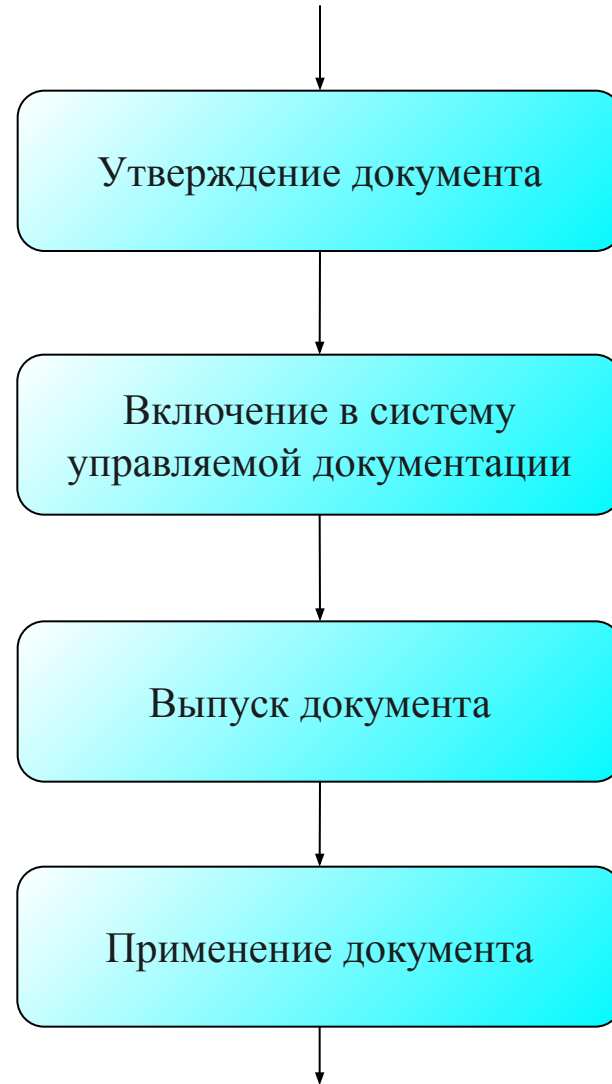 Утверждение документа
Включение в систему
управляемой документации
Выпуск документа
Применение документа